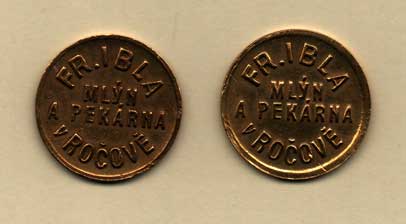 FR. IBLA
MLÝN
A PEKÁRNA
v ROČOVĚ
FR. IBLA
MLÝN
A PEKÁRNA
v ROČOVĚ